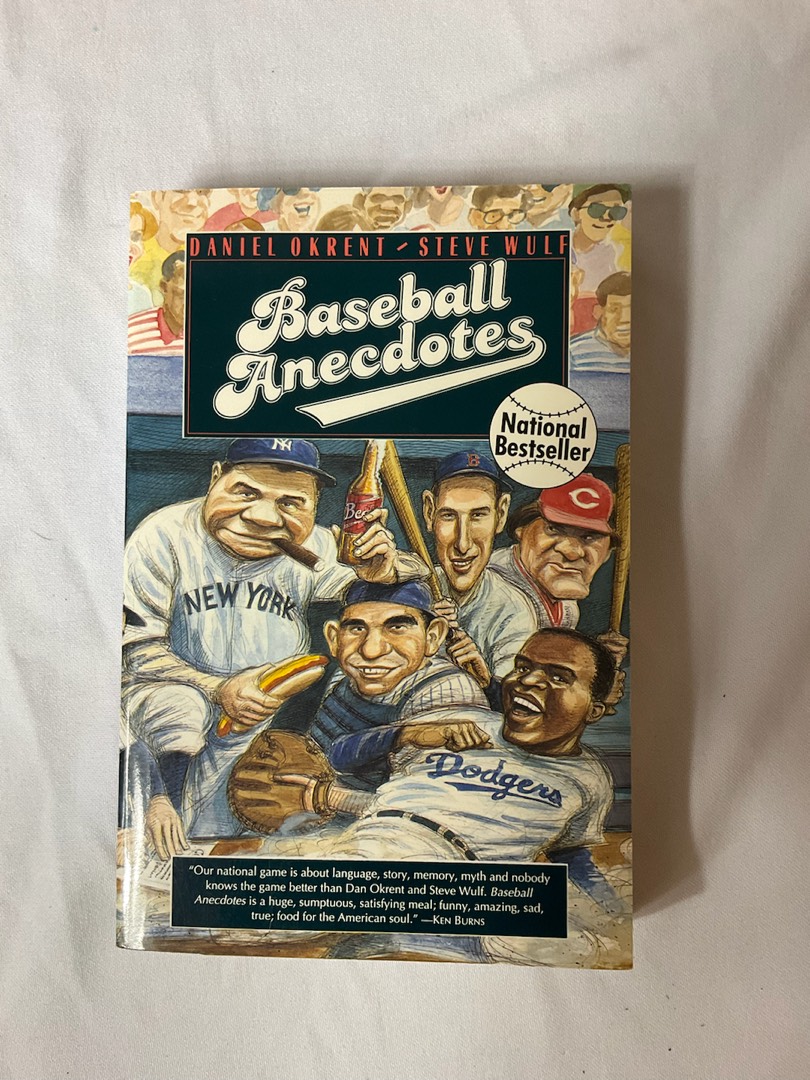 DANIEL OKRENT – STEVE WULF
Baseball
Anecdotes
National
Bestseller
NY
Bee
B
C
NEW YORK
Dodgers
"Our national game is about language, story, memory, myth and nobody
knows the game better than Dan Okrent and Steve Wulf. Baseball
Anecdotes is a huge, sumptuous, satisfying meal; funny, amazing, sad,
true; food for the American soul." —KEN BURNS